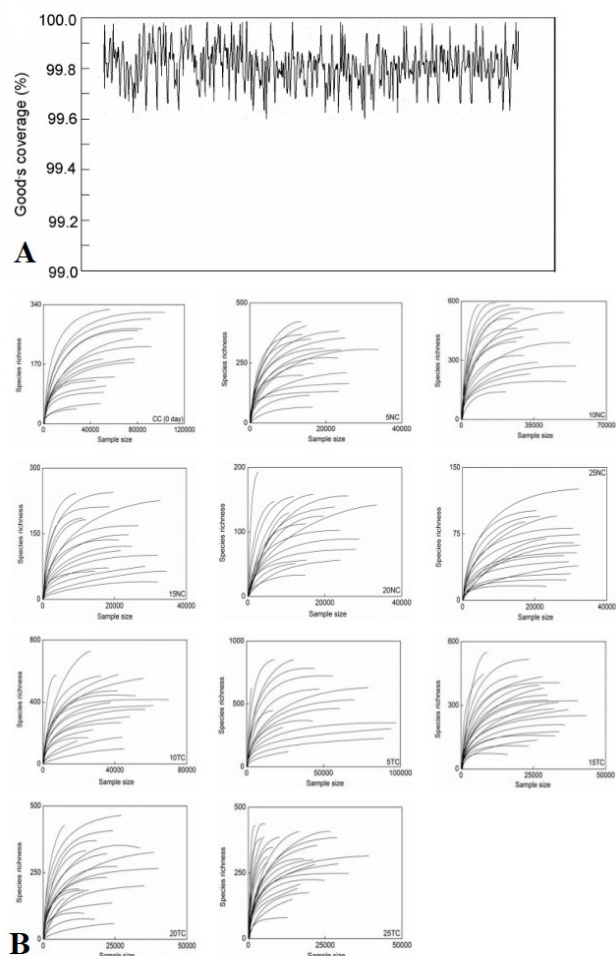 100.0
99.8
99.6
99.4
99.2
99.0
Good's coverage (%)
A
340
170
0
0 40000 80000 120000
Species richness
Sample size
CC (0 day)
500
250
0
0 20000 40000
Species richness
Sample size
5NC
600
300
0
0 35000 70000
Species richness
Sample size
10NC
300
150
0
0 20000 40000
Species richness
Sample size
15NC
200
100
0
0 20000 40000
Species richness
Sample size
20NC
150
75
0
0 20000 40000
Species richness
Sample size
25NC
800
400
0
0 40000 80000
Species richness
Sample size
10TC
1000
500
0
0 50000 100000
Species richness
Sample size
5TC
600
300
0
0 25000 50000
Species richness
Sample size
15TC
500
250
0
0 25000 50000
Species richness
Sample size
20TC
500
250
0
0 25000 50000
Species richness
Sample size
25TC
B